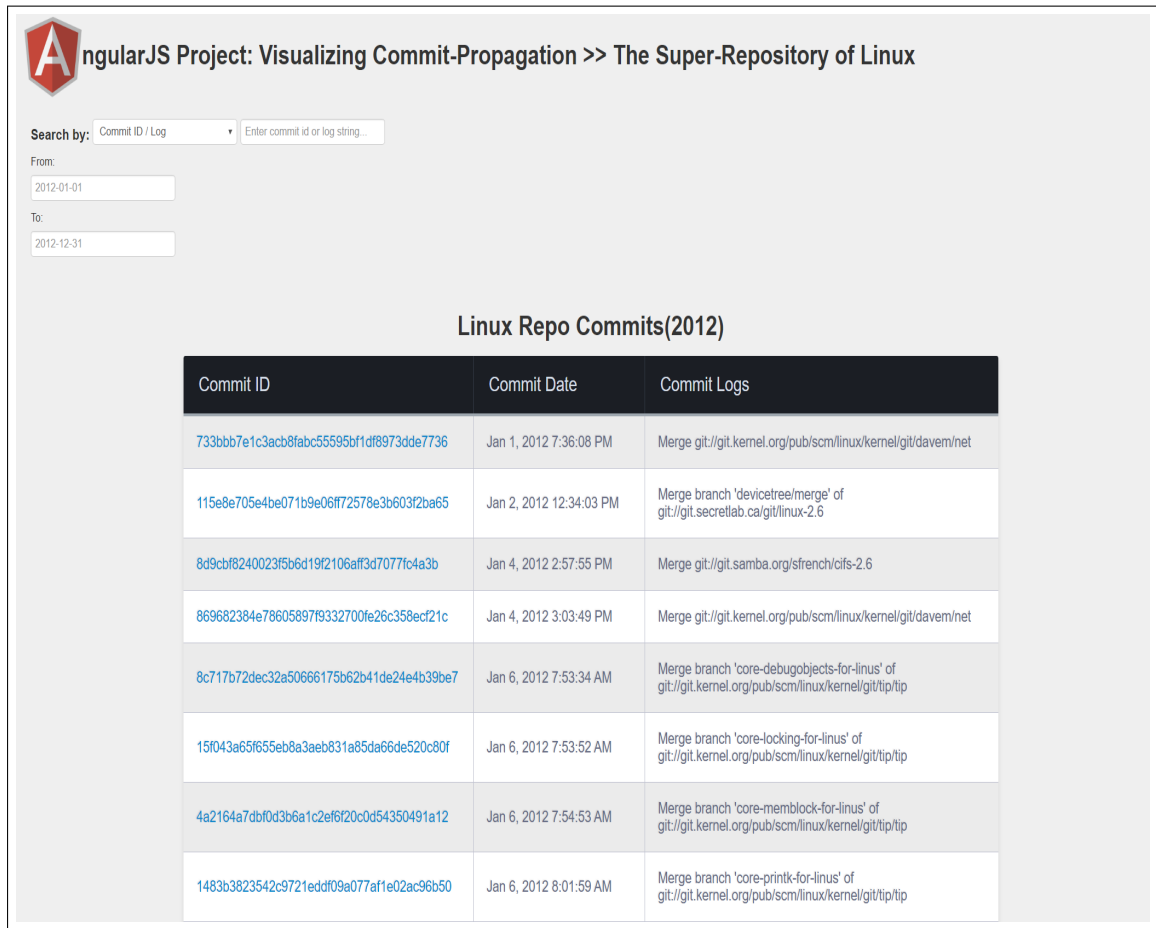 AngularJS Project: Visualizing Commit-Propagation >> The Super-Repository of Linux
Search by: Commit ID / Log Enter commit id or log string...
From:
2012-01-01
To:
2012-12-31
Linux Repo Commits(2012)
Commit ID Commit Date Commit Logs
733bbb7e1c3acb8fabc55595bf1df8973dde7736 Jan 1, 2012 7:36:08 PM Merge git://git.kernel.org/pub/scm/linux/kernel/git/davem/net
115e8e705e4be071b9e06ff72578e3b603f2ba65 Jan 2, 2012 12:34:03 PM Merge branch 'devicetree/merge' of
git://git.secretlab.ca/git/linux-2.6
8d9cbf8240023f5b6d19f2106aff3d7077fc4a3b Jan 4, 2012 2:57:55 PM Merge git://git.samba.org/sfrench/cifs-2.6
869682384e78605897f9332700fe26c358ecf21c Jan 4, 2012 3:03:49 PM Merge git://git.kernel.org/pub/scm/linux/kernel/git/davem/net
8c717b72dec32a50666175b62b41de24e4b39be7 Jan 6, 2012 7:53:34 AM Merge branch 'core-debugobjects-for-linus' of
git://git.kernel.org/pub/scm/linux/kernel/git/tip/tip
15f043a65f655eb8a3aeb831a85da66de520c80f Jan 6, 2012 7:53:52 AM Merge branch 'core-locking-for-linus' of
git://git.kernel.org/pub/scm/linux/kernel/git/tip/tip
4a2164a7dbf0d3b6a1c2ef6f20c0d54350491a12 Jan 6, 2012 7:54:53 AM Merge branch 'core-memblock-for-linus' of
git://git.kernel.org/pub/scm/linux/kernel/git/tip/tip
1483b3823542c9721eddf09a077af1e02ac96b50 Jan 6, 2012 8:01:59 AM Merge branch 'core-printk-for-linus' of
git://git.kernel.org/pub/scm/linux/kernel/git/tip/tip